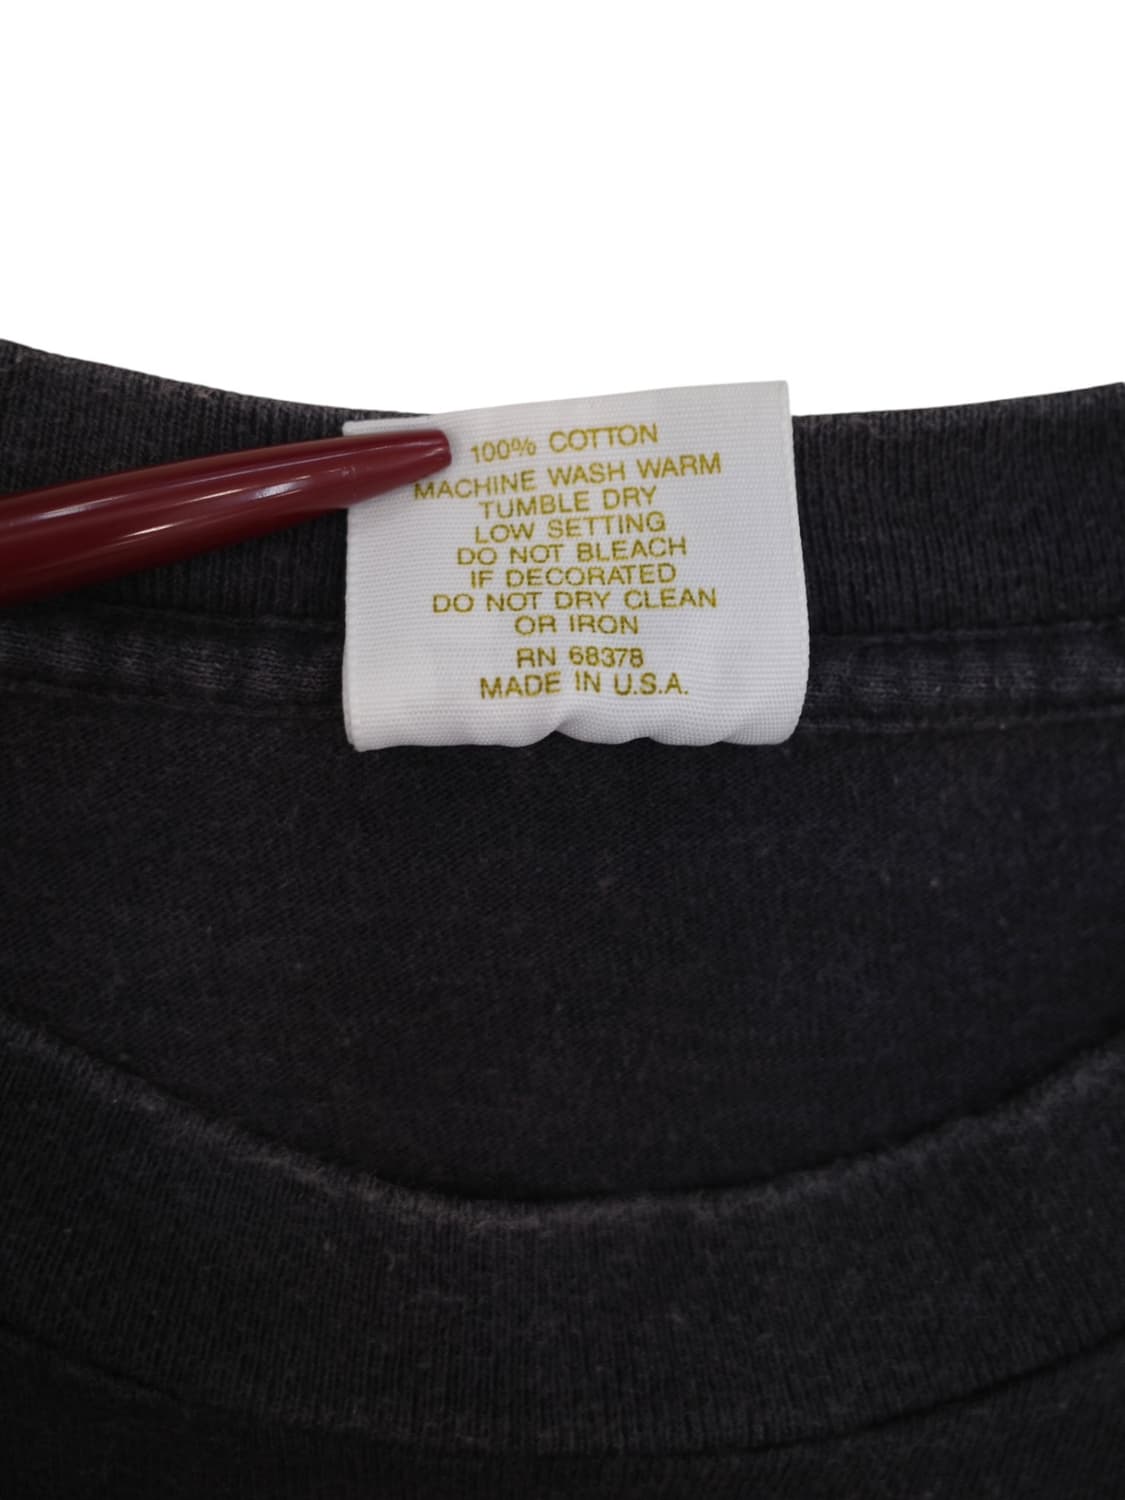 100% COTTON
MACHINE WASH WARM
TUMBLE DRY
LOW SETTING
DO NOT BLEACH
IF DECORATED
DO NOT DRY CLEAN
OR IRON
RN 68378
MADE IN U.S.A.